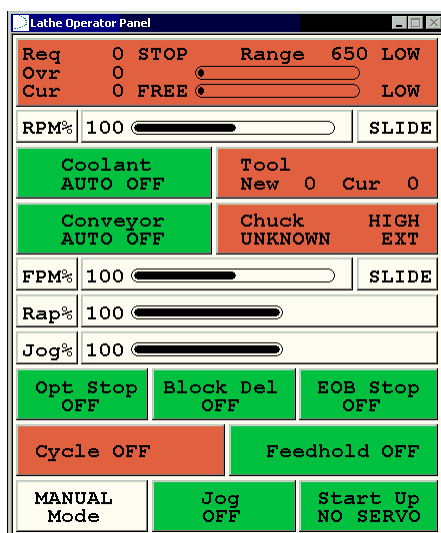 Lathe Operator Panel
Req 0 STOP Range 650 LOW
Ovr 0
Cur 0 FREE LOW
RPM% 100 SLIDE
Coolant
AUTO OFF
Tool
New 0 Cur 0
Conveyor
AUTO OFF
Chuck HIGH
UNKNOWN EXT
FPM% 100 SLIDE
Rap% 100
Jog% 100
Opt Stop
OFF
Block Del
OFF
EOB Stop
OFF
Cycle OFF
Feedhold OFF
MANUAL
Mode
Jog
OFF
Start Up
NO SERVO